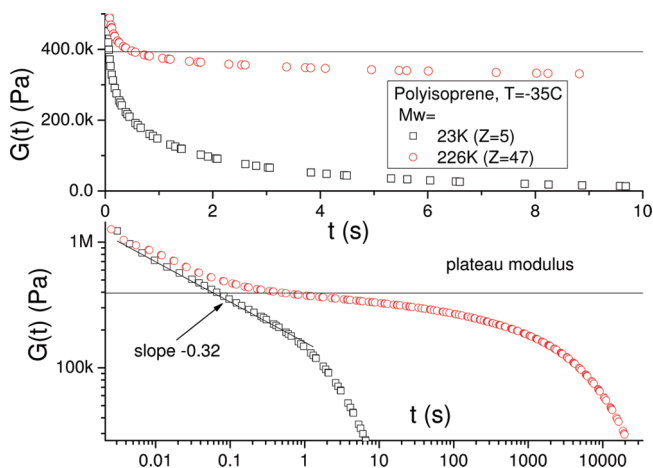 400.0k
200.0k
0.0
G(t) (Pa)
Polyisoprene, T=-35C
Mw=
23K (Z=5)
226K (Z=47)
0 2 4 6 8 10
t (s)
1M
100k
G(t) (Pa)
plateau modulus
slope -0.32
t (s)
0.01 0.1 1 10 100 1000 10000